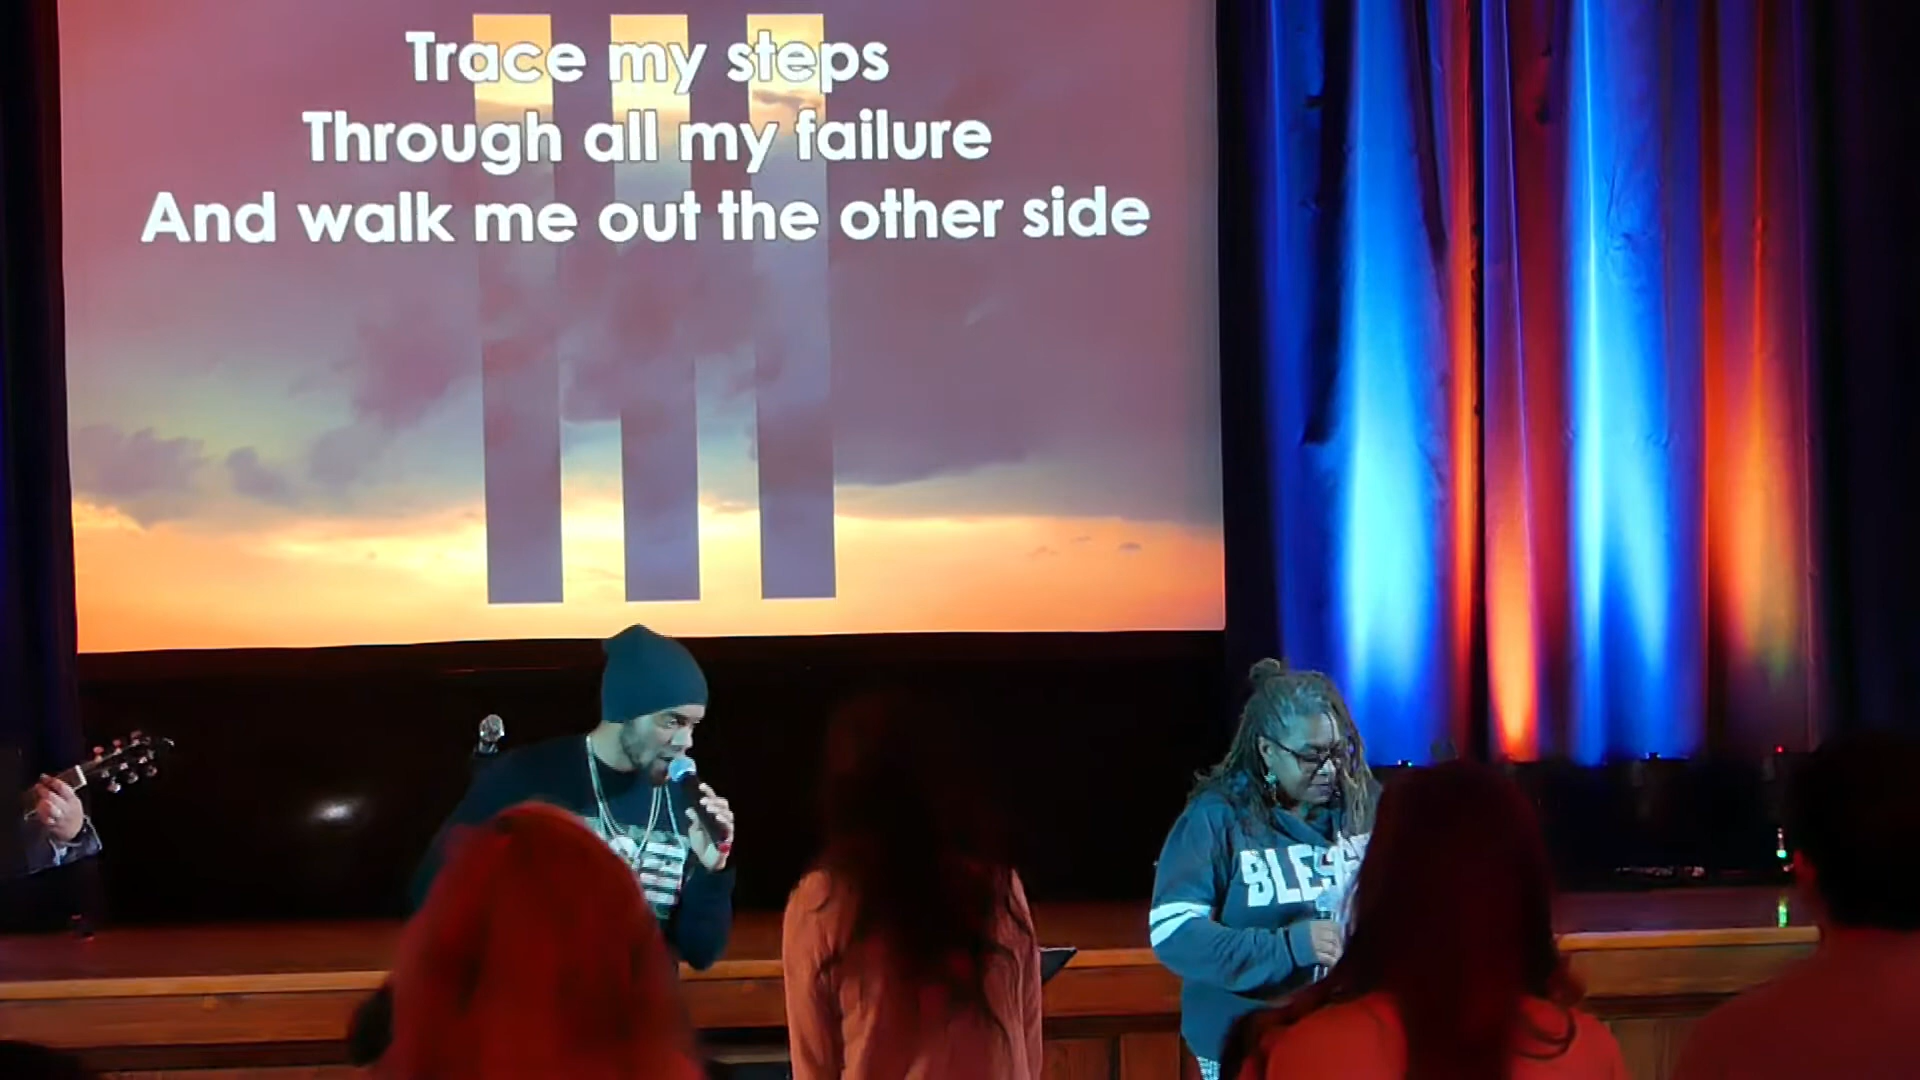 Trace my steps
Through all my failure
And walk me out the other side